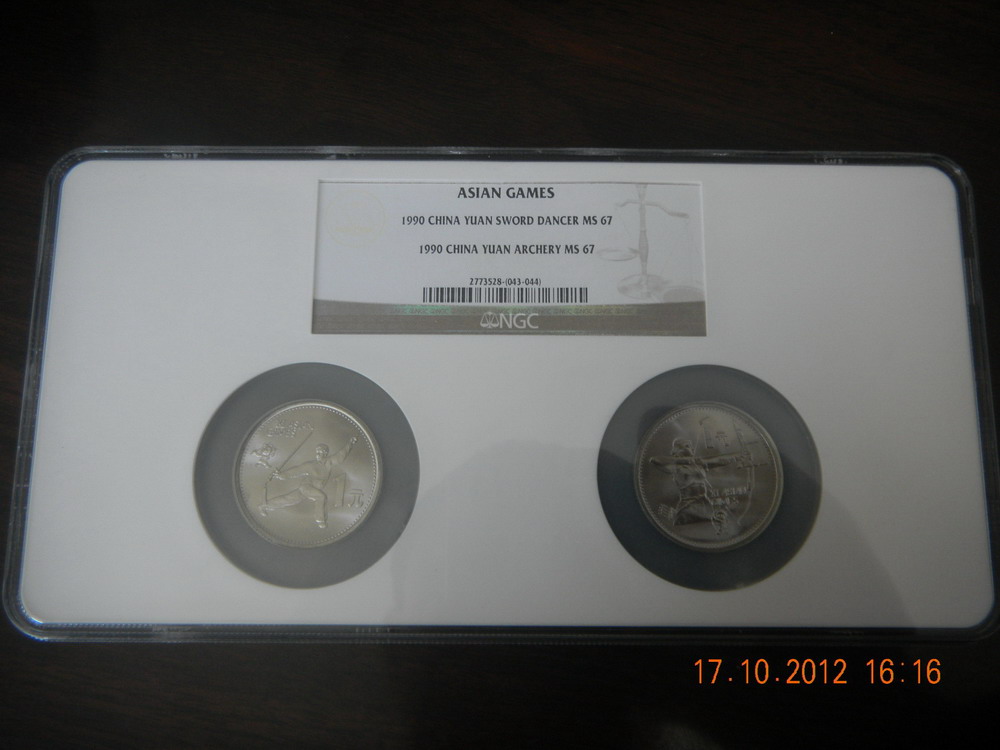 ASIAN GAMES
1990 CHINA YUAN SWORD DANCER MS 67
1990 CHINA YUAN ARCHERY MS 67
2773528-(043-044)
NGC
元
17.10.2012 16:16